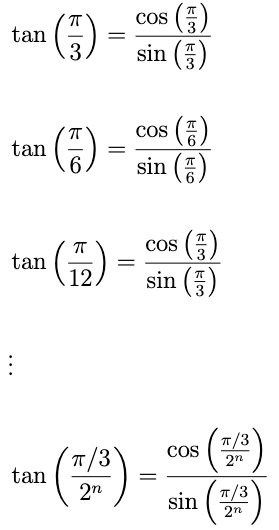 tan(π/3) = cos(π/3)/sin(π/3)
tan(π/6) = cos(π/6)/sin(π/6)
tan(π/12) = cos(π/3)/sin(π/3)
⋮
tan((π/3)/2ⁿ) = cos((π/3)/2ⁿ)/sin((π/3)/2ⁿ)